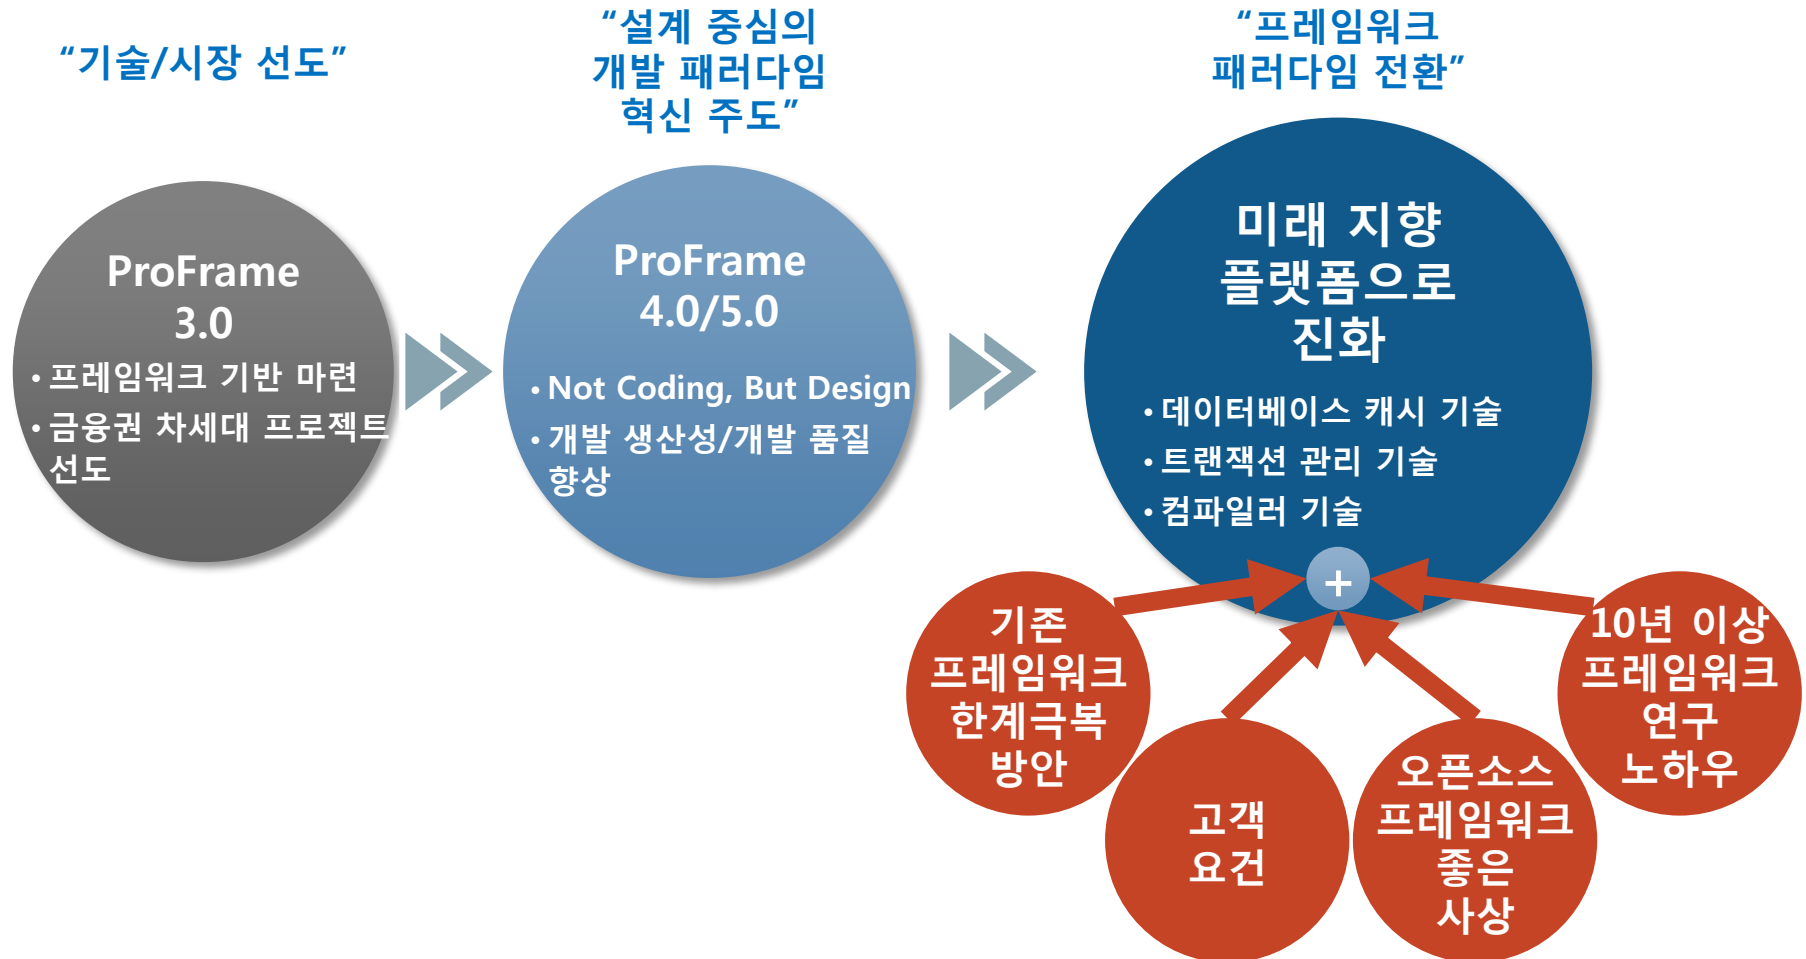 “기술/시장 선도”
“설계 중심의
개발 패러다임
혁신 주도”
“프레임워크
패러다임 전환”
ProFrame
3.0
• 프레임워크 기반 마련
• 금융권 차세대 프로젝트
선도
ProFrame
4.0/5.0
• Not Coding, But Design
• 개발 생산성/개발 품질
향상
미래 지향
플랫폼으로
진화
• 데이터베이스 캐시 기술
• 트랜잭션 관리 기술
• 컴파일러 기술
+
기존
프레임워크
한계극복
방안
고객
요건
오픈소스
프레임워크
좋은
사상
10년 이상
프레임워크
연구
노하우